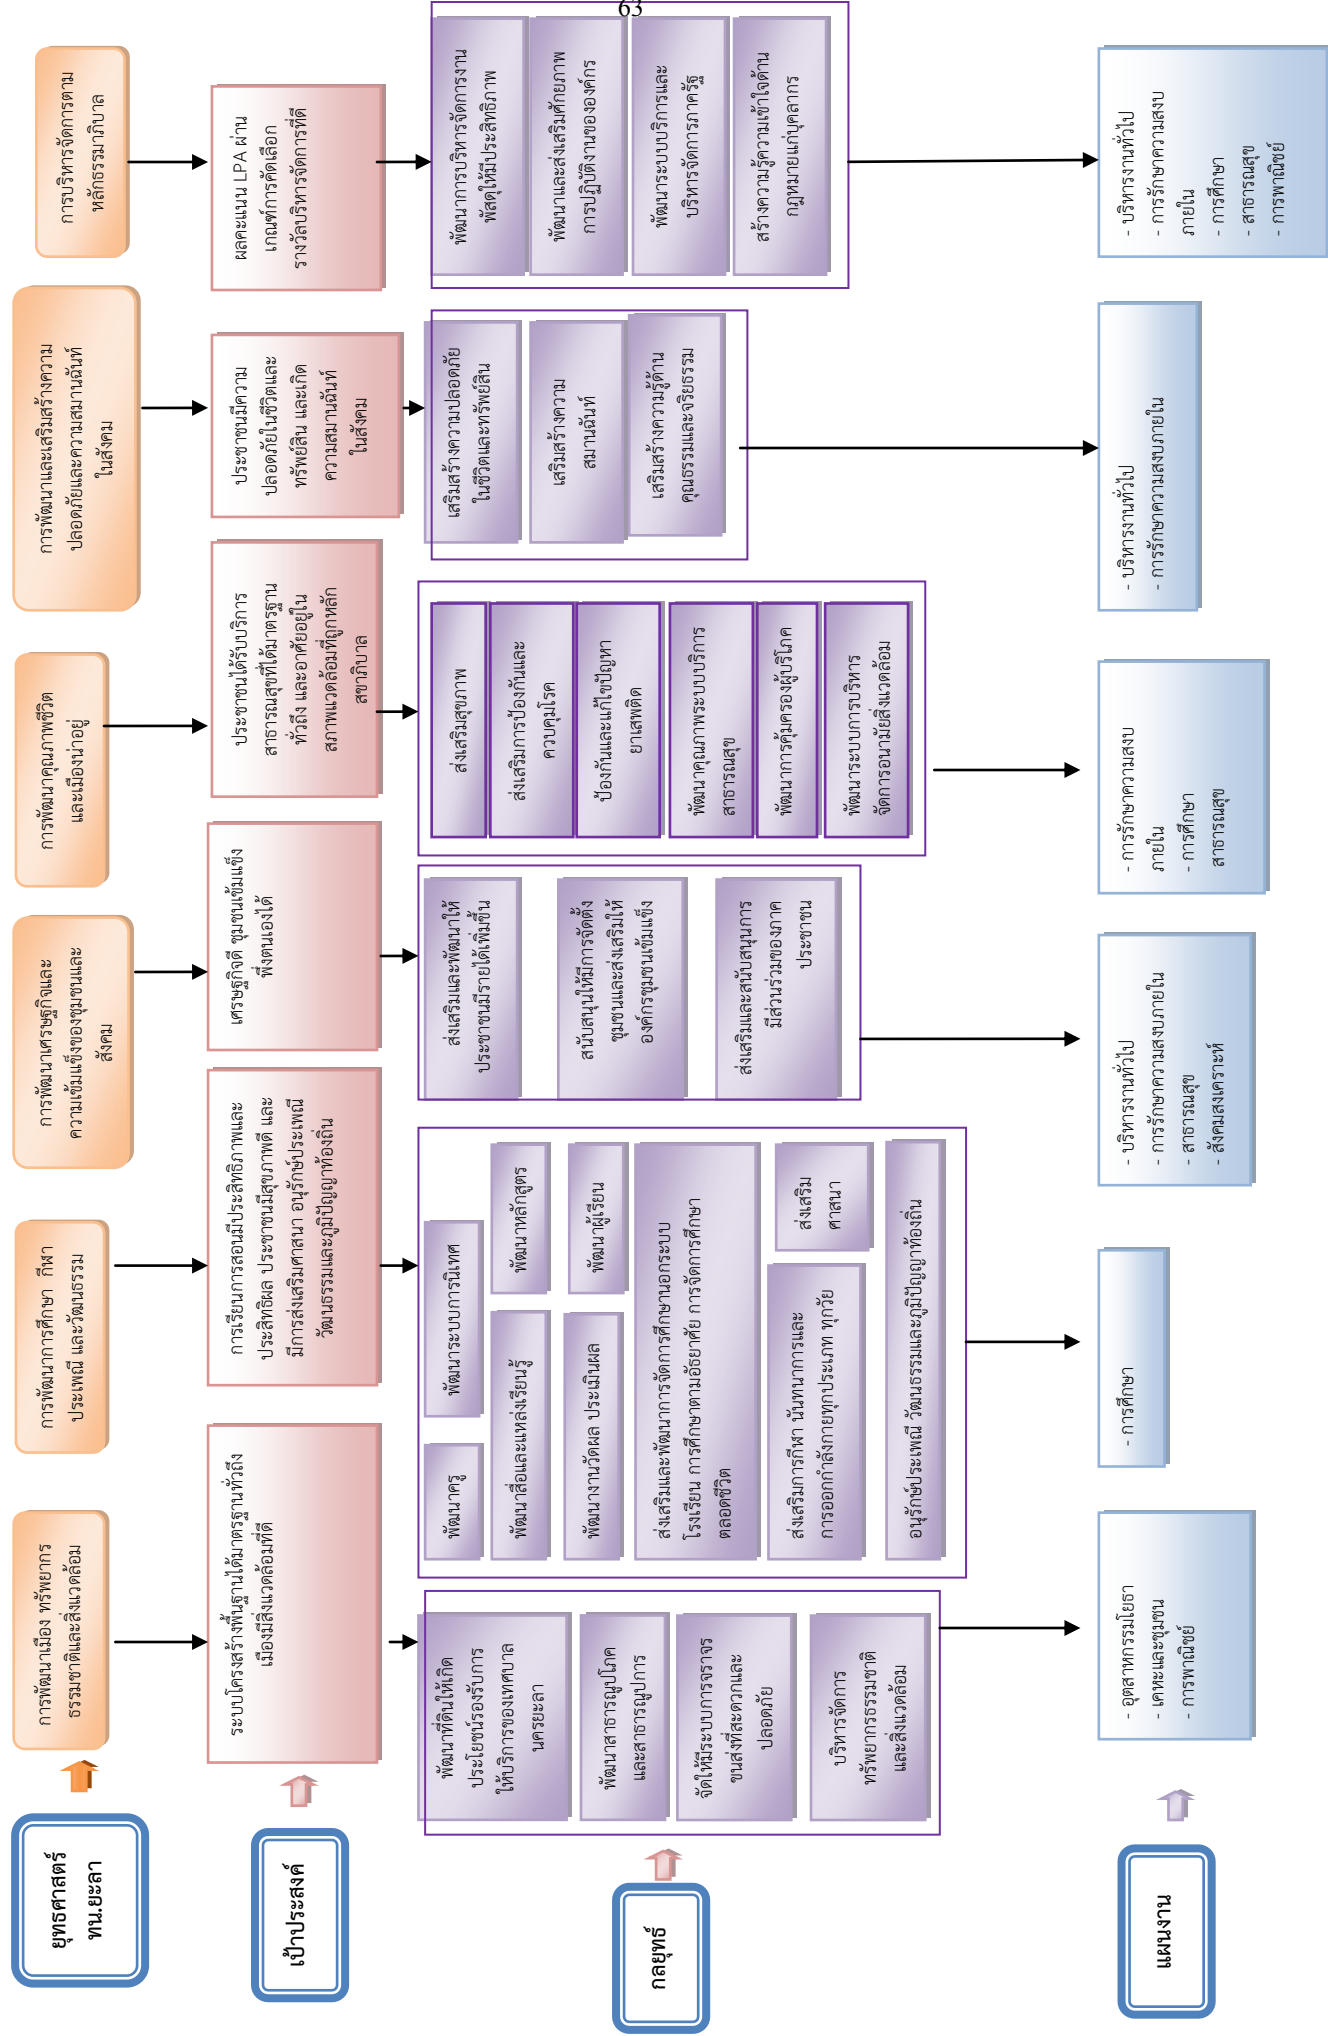 63
ยุทธศาสตร์
ทน.ยะลา
การพัฒนาเมือง ทรัพยากร
ธรรมชาติและสิ่งแวดล้อม
การพัฒนาการศึกษา กีฬา
ประเพณี และวัฒนธรรม
การพัฒนาเศรษฐกิจและ
ความเข้มแข็งของชุมชนและ
สังคม
การพัฒนาคุณภาพชีวิต
และเมืองน่าอยู่
การพัฒนาและเสริมสร้างความ
ปลอดภัยและความสมานฉันท์
ในสังคม
การบริหารจัดการตาม
หลักธรรมาภิบาล
เป้าประสงค์
ระบบโครงสร้างพื้นฐานได้มาตรฐานทั่วถึง
เมืองมีสิ่งแวดล้อมที่ดี
การเรียนการสอนมีประสิทธิภาพและ
ประสิทธิผล ประชาชนมีสุขภาพดี และ
มีการส่งเสริมศาสนา อนุรักษ์ประเพณี
วัฒนธรรมและภูมิปัญญาท้องถิ่น
เศรษฐกิจดี ชุมชนเข้มแข็ง
พึ่งตนเองได้
ประชาชนได้รับบริการ
สาธารณสุขที่ได้มาตรฐาน
ทั่วถึง และอาศัยอยู่ใน
สภาพแวดล้อมที่ถูกหลัก
สุขาภิบาล
ประชาชนมีความ
ปลอดภัยในชีวิตและ
ทรัพย์สิน และเกิด
ความสมานฉันท์
ในสังคม
ผลคะแนน LPA ผ่าน
เกณฑ์การคัดเลือก
รางวัลบริหารจัดการที่ดี
กลยุทธ์
พัฒนาที่ดินให้เกิด
ประโยชน์รองรับการ
ให้บริการของเทศบาล
นครยะลา
พัฒนาสาธารณูปโภค
และสาธารณูปการ
จัดให้มีระบบการจราจร
ขนส่งที่สะดวกและ
ปลอดภัย
บริหารจัดการ
ทรัพยากรธรรมชาติ
และสิ่งแวดล้อม
พัฒนาครู
พัฒนาระบบการนิเทศ
พัฒนาสื่อและแหล่งเรียนรู้
พัฒนาหลักสูตร
พัฒนางานวัดผล ประเมินผล
พัฒนาผู้เรียน
ส่งเสริมและพัฒนาการจัดการศึกษานอกระบบ
โรงเรียน การศึกษาตามอัธยาศัย การจัดการศึกษา
ตลอดชีวิต
ส่งเสริมการกีฬา นันทนาการและ
การออกกำลังกายทุกประเภท ทุกวัย
ส่งเสริม
ศาสนา
อนุรักษ์ประเพณี วัฒนธรรมและภูมิปัญญาท้องถิ่น
ส่งเสริมและพัฒนาให้
ประชาชนมีรายได้เพิ่มขึ้น
สนับสนุนให้มีการจัดตั้ง
ชุมชนและส่งเสริมให้
องค์กรชุมชนเข้มแข็ง
ส่งเสริมและสนับสนุนการ
มีส่วนร่วมของภาค
ประชาชน
ส่งเสริมสุขภาพ
ส่งเสริมการป้องกันและ
ควบคุมโรค
ป้องกันและแก้ไขปัญหา
ยาเสพติด
พัฒนาคุณภาพระบบบริการ
สาธารณสุข
พัฒนาการคุ้มครองผู้บริโภค
พัฒนาระบบการบริหาร
จัดการอนามัยสิ่งแวดล้อม
เสริมสร้างความปลอดภัย
ในชีวิตและทรัพย์สิน
เสริมสร้างความ
สมานฉันท์
เสริมสร้างความรู้ด้าน
คุณธรรมและจริยธรรม
พัฒนาการบริหารจัดการงาน
พัสดุให้มีประสิทธิภาพ
พัฒนาและส่งเสริมศักยภาพ
การปฏิบัติงานขององค์กร
พัฒนาระบบบริการและ
บริหารจัดการภาครัฐ
สร้างความรู้ความเข้าใจด้าน
กฎหมายแก่บุคลากร
แผนงาน
- อุตสาหกรรมโยธา
- เคหะและชุมชน
- การพาณิชย์
- การศึกษา
- บริหารงานทั่วไป
- การรักษาความสงบภายใน
- สาธารณสุข
- สังคมสงเคราะห์
- การรักษาความสงบ
ภายใน
- การศึกษา
สาธารณสุข
- บริหารงานทั่วไป
- การรักษาความสงบภายใน
- บริหารงานทั่วไป
- การรักษาความสงบ
ภายใน
- การศึกษา
- สาธารณสุข
- การพาณิชย์